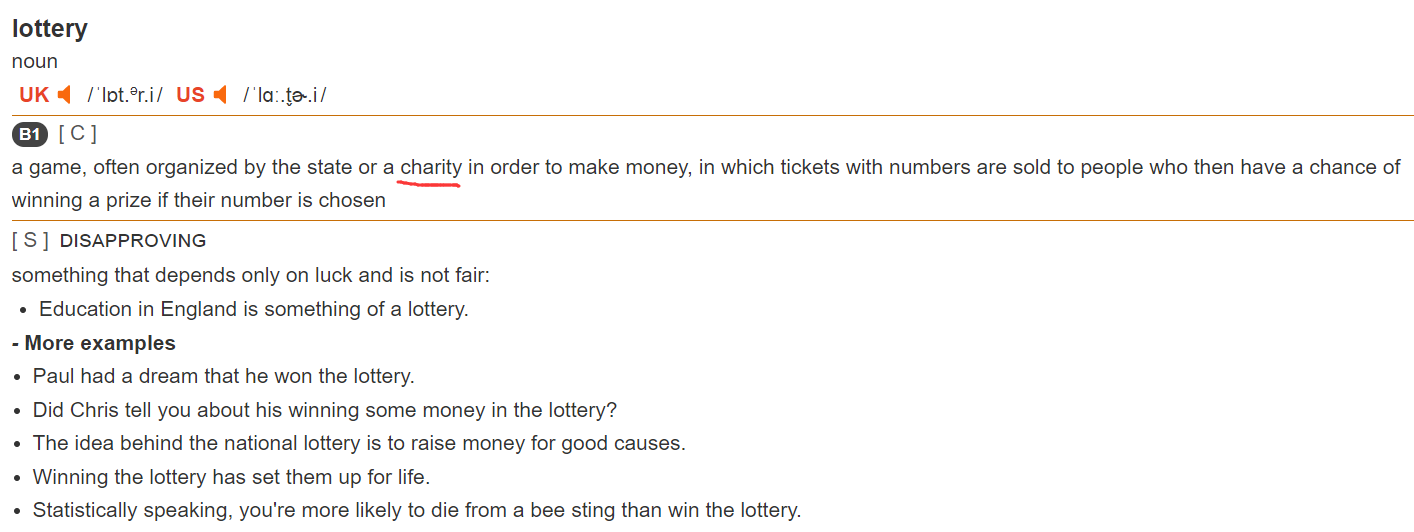 lottery
noun
UK /ˈlɒt.ᵊr.i/ US /ˈlɑː.t̬ɚ.i/
B1 [ C ]
a game, often organized by the state or a charity in order to make money, in which tickets with numbers are sold to people who then have a chance of
winning a prize if their number is chosen
[ S ] DISAPPROVING
something that depends only on luck and is not fair:
• Education in England is something of a lottery.
- More examples
• Paul had a dream that he won the lottery.
• Did Chris tell you about his winning some money in the lottery?
• The idea behind the national lottery is to raise money for good causes.
• Winning the lottery has set them up for life.
• Statistically speaking, you're more likely to die from a bee sting than win the lottery.